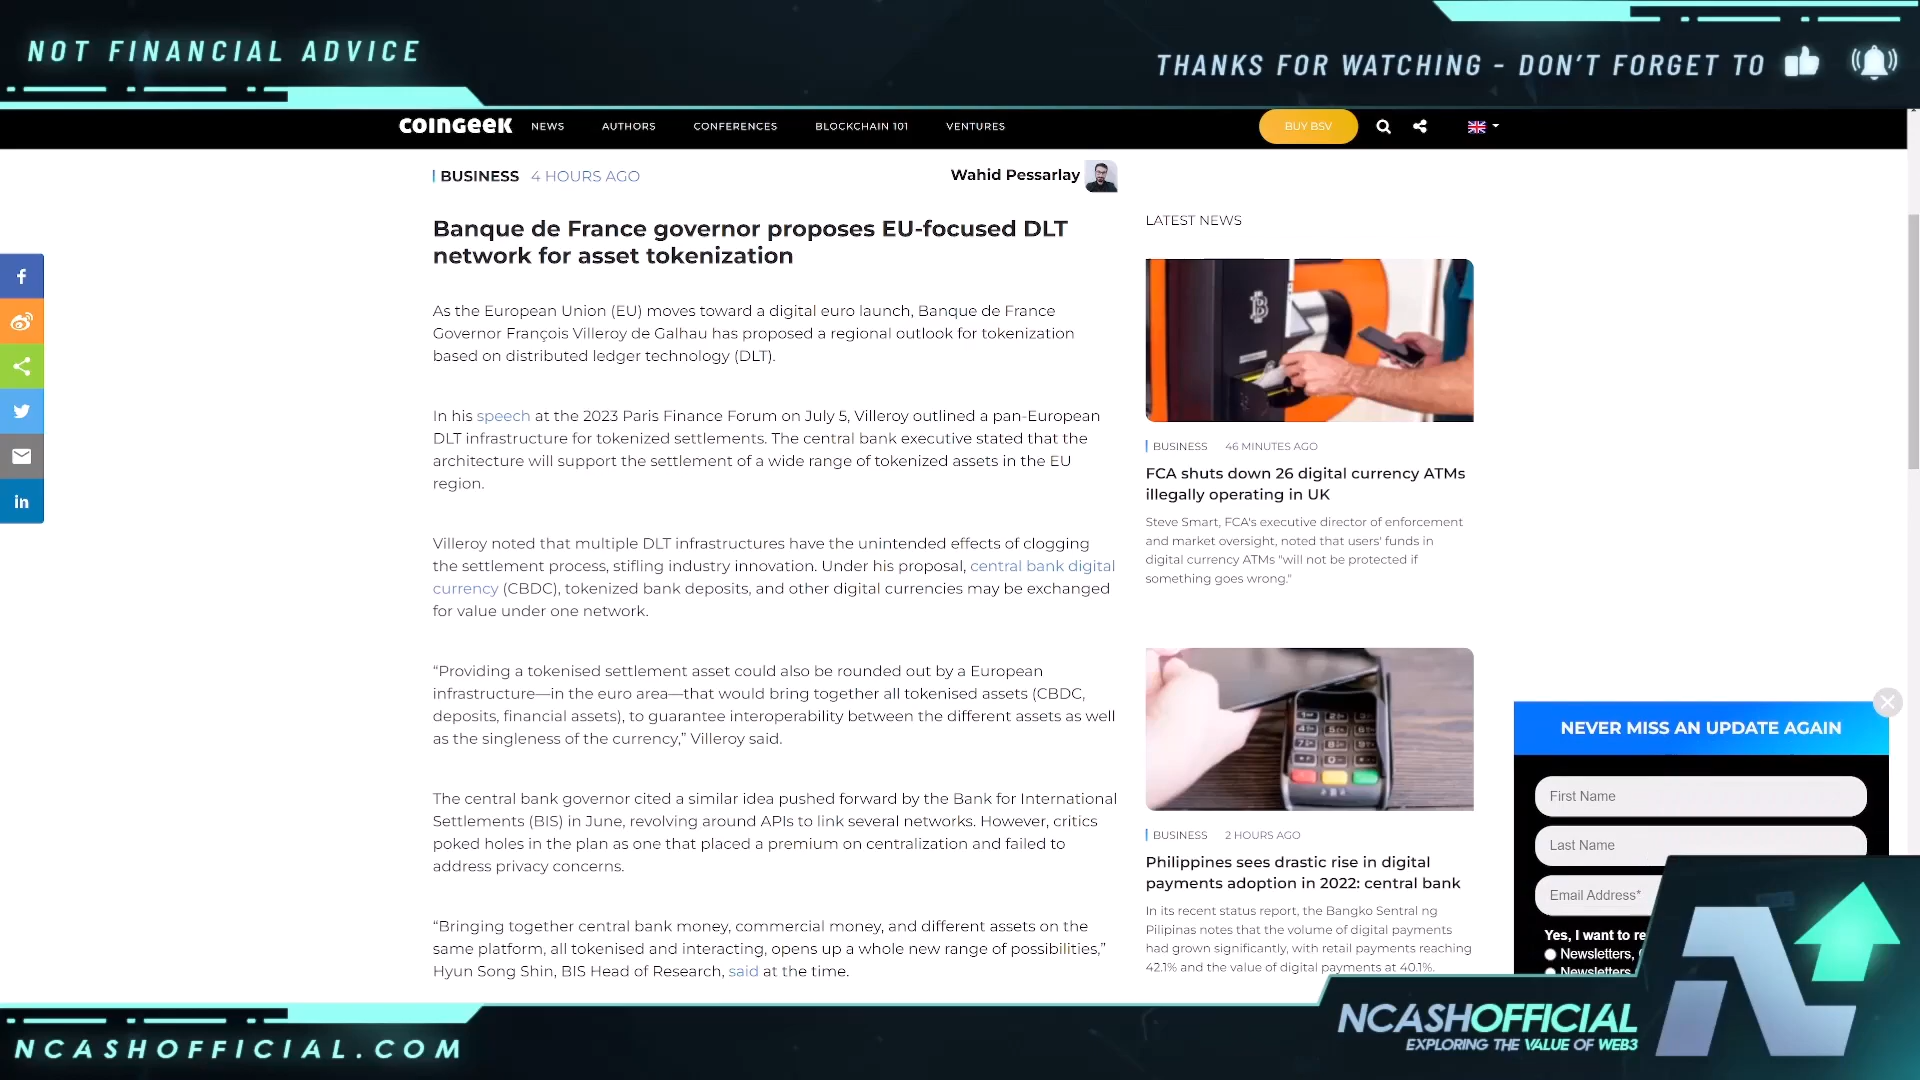 NOT FINANCIAL ADVICE
THANKS FOR WATCHING - DON'T FORGET TO
COINGEEK
NEWS
AUTHORS
CONFERENCES
BLOCKCHAIN 101
VENTURES
BUY BSV
BUSINESS 4 HOURS AGO
Wahid Pessarlay
Banque de France governor proposes EU-focused DLT
network for asset tokenization
As the European Union (EU) moves toward a digital euro launch, Banque de France
Governor François Villeroy de Galhau has proposed a regional outlook for tokenization
based on distributed ledger technology (DLT).
In his speech at the 2023 Paris Finance Forum on July 5, Villeroy outlined a pan-European
DLT infrastructure for tokenized settlements. The central bank executive stated that the
architecture will support the settlement of a wide range of tokenized assets in the EU
region.
Villeroy noted that multiple DLT infrastructures have the unintended effects of clogging
the settlement process, stifling industry innovation. Under his proposal, central bank digital
currency (CBDC), tokenized bank deposits, and other digital currencies may be exchanged
for value under one network.
“Providing a tokenised settlement asset could also be rounded out by a European
infrastructure—in the euro area—that would bring together all tokenised assets (CBDC,
deposits, financial assets), to guarantee interoperability between the different assets as well
as the singleness of the currency,” Villeroy said.
The central bank governor cited a similar idea pushed forward by the Bank for International
Settlements (BIS) in June, revolving around APIs to link several networks. However, critics
poked holes in the plan as one that placed a premium on centralization and failed to
address privacy concerns.
“Bringing together central bank money, commercial money, and different assets on the
same platform, all tokenised and interacting, opens up a whole new range of possibilities,”
Hyun Song Shin, BIS Head of Research, said at the time.
LATEST NEWS
BUSINESS 46 MINUTES AGO
FCA shuts down 26 digital currency ATMs
illegally operating in UK
Steve Smart, FCA's executive director of enforcement
and market oversight, noted that users' funds in
digital currency ATMs "will not be protected if
something goes wrong."
BUSINESS 2 HOURS AGO
Philippines sees drastic rise in digital
payments adoption in 2022: central bank
In its recent status report, the Bangko Sentral ng
Pilipinas notes that the volume of digital payments
had grown significantly, with retail payments reaching
42.1% and the value of digital payments at 40.1%.
NEVER MISS AN UPDATE AGAIN
First Name
Last Name
Email Address*
Yes, I want to re
Newsletters,
Newsletters
NCASHOFFICIAL
EXPLORING THE VALUE OF WEB3
NCASHOFFICIAL.COM